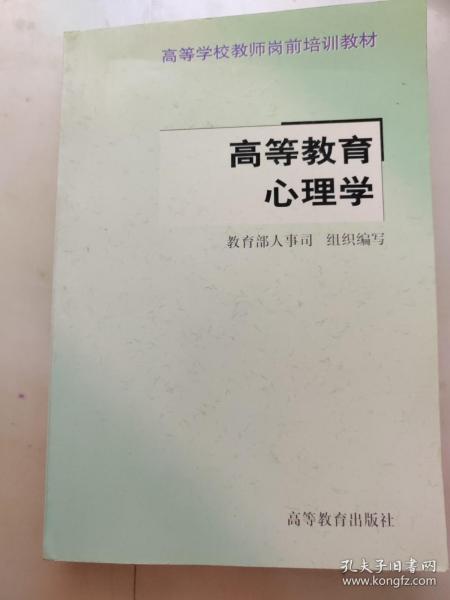 高等学校教师岗前培训教材
高等教育
心理学
教育部人事司 组织编写
高等教育出版社
孔夫子旧书网
www.kongfz.com